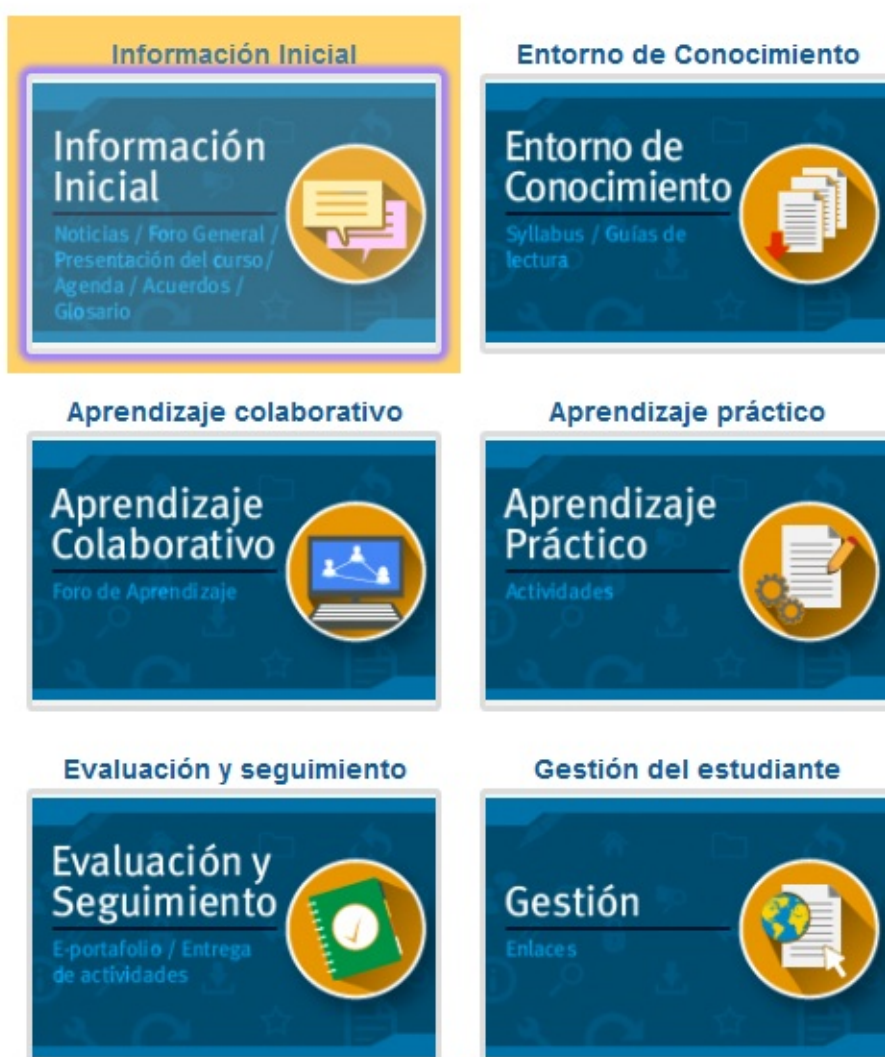 Información Inicial
Información
Inicial
Noticias / Foro General /
Presentación del curso/
Agenda / Acuerdos /
Glosario
Entorno de Conocimiento
Entorno de
Conocimiento
Syllabus / Guías de
lectura
Aprendizaje colaborativo
Aprendizaje
Colaborativo
Foro de Aprendizaje
Aprendizaje práctico
Aprendizaje
Práctico
Actividades
Evaluación y seguimiento
Evaluación y
Seguimiento
E-portafolio / Entrega
de actividades
Gestión del estudiante
Gestión
Enlaces